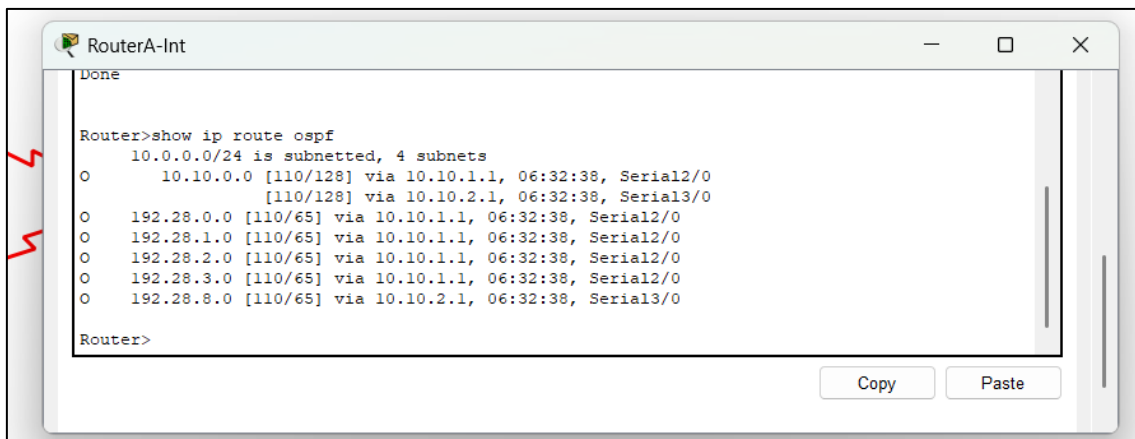 RouterA-Int
Done
Router>show ip route ospf
10.0.0.0/24 is subnetted, 4 subnets
O 10.10.0.0 [110/128] via 10.10.1.1, 06:32:38, Serial2/0
[110/128] via 10.10.2.1, 06:32:38, Serial3/0
O 192.28.0.0 [110/65] via 10.10.1.1, 06:32:38, Serial2/0
O 192.28.1.0 [110/65] via 10.10.1.1, 06:32:38, Serial2/0
O 192.28.2.0 [110/65] via 10.10.1.1, 06:32:38, Serial2/0
O 192.28.3.0 [110/65] via 10.10.1.1, 06:32:38, Serial2/0
O 192.28.8.0 [110/65] via 10.10.2.1, 06:32:38, Serial3/0
Router>
Copy Paste